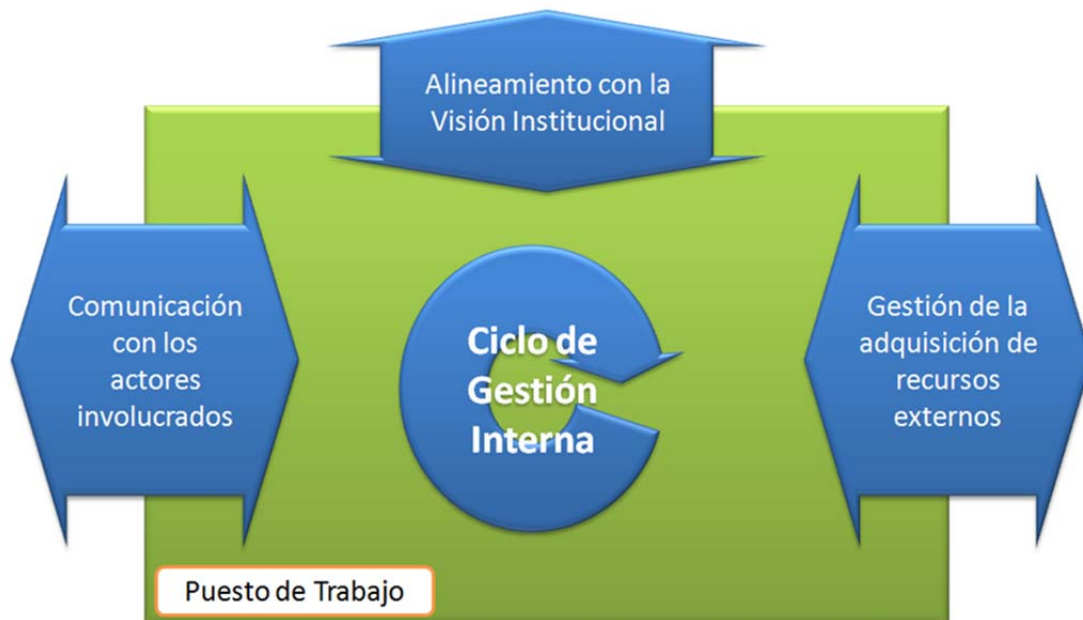 Alineamiento con la
Visión Institucional
Comunicación
con los
actores
involucrados
Ciclo de
Gestión
Interna
Gestión de la
adquisición de
recursos
externos
Puesto de Trabajo